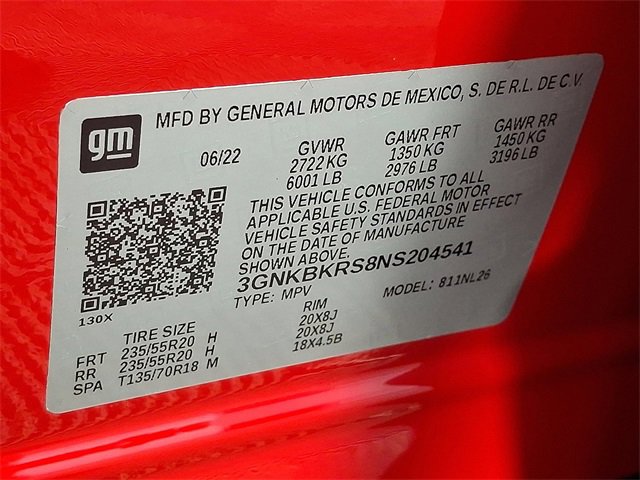 gm
MFD BY GENERAL MOTORS DE MEXICO, S. DE R.L. DE C.V.
06/22 GVWR GAWR FRT GAWR RR
2722 KG 1350 KG 1450 KG
6001 LB 2976 LB 3196 LB
THIS VEHICLE CONFORMS TO ALL
APPLICABLE U.S. FEDERAL MOTOR
VEHICLE SAFETY STANDARDS IN EFFECT
ON THE DATE OF MANUFACTURE
SHOWN ABOVE.
3GNKBKRS8NS204541
TYPE: MPV MODEL: 811NL26
130X
TIRE SIZE RIM
FRT 235/55R20 H 20X8J
RR 235/55R20 H 20X8J
SPA T135/70R18 M 18X4.5B